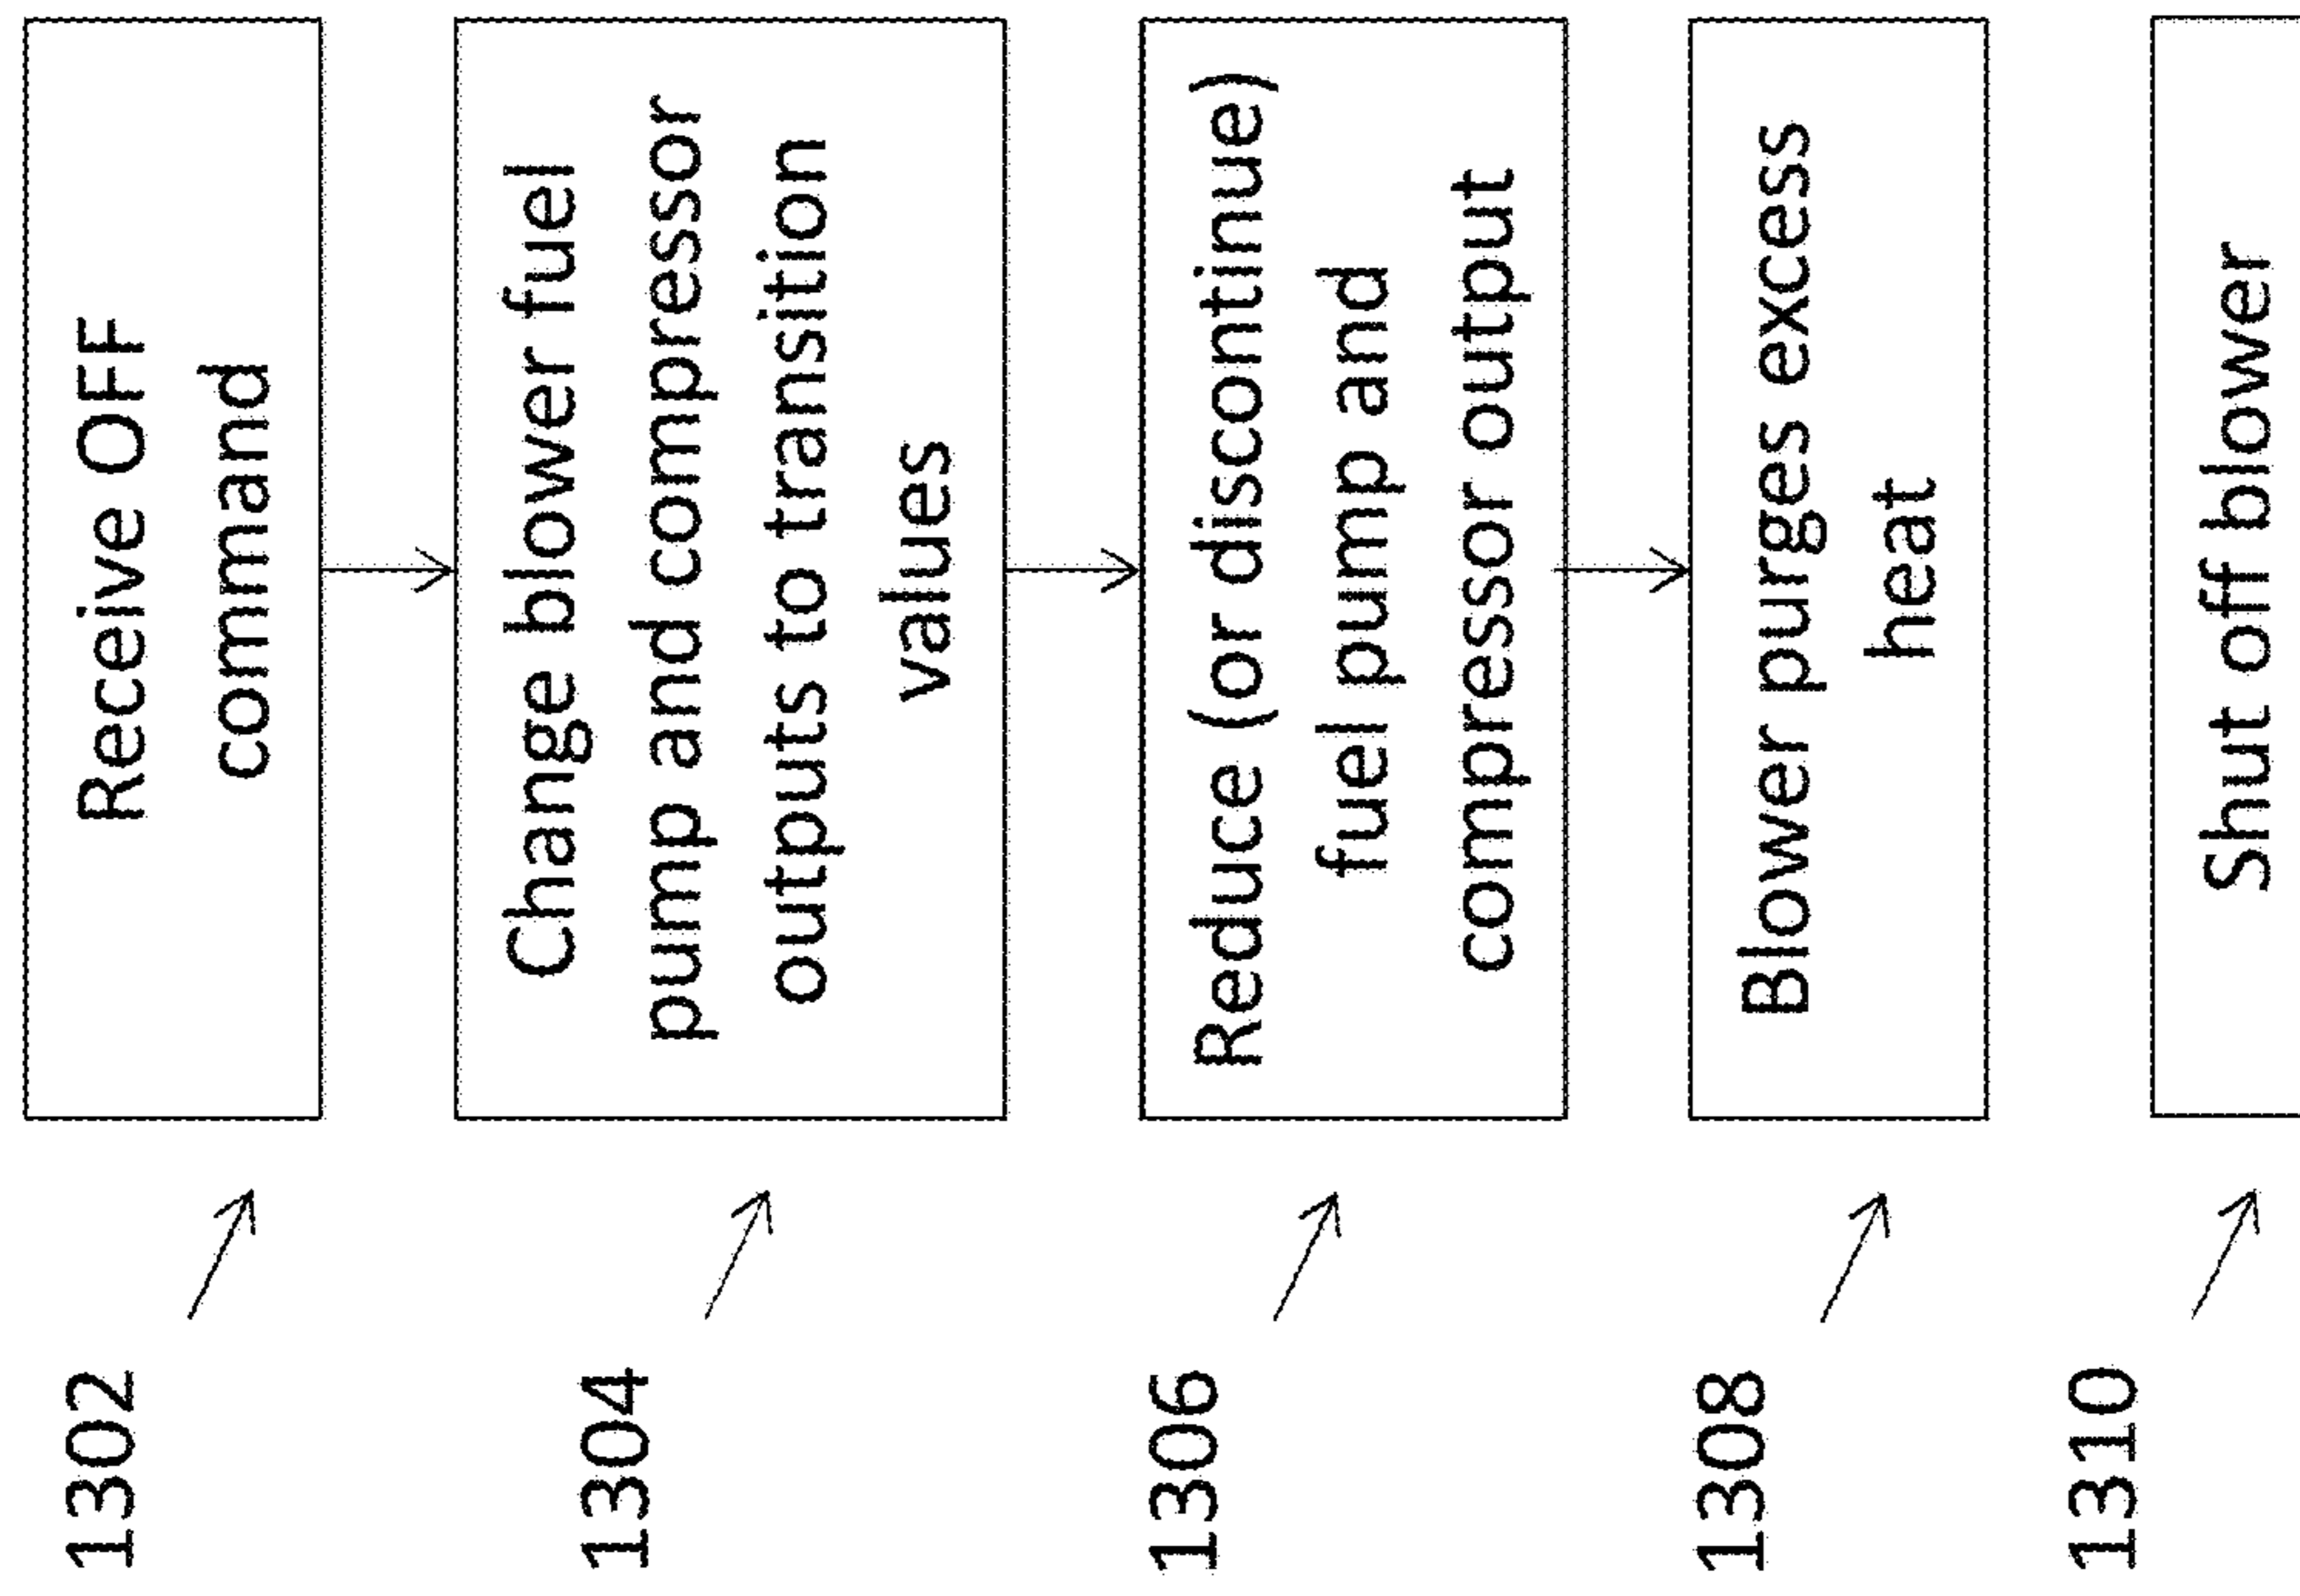 1302
Receive OFF
command
1304
Change blower fuel
pump and compressor
outputs to transition
values
1306
Reduce (or discontinue)
fuel pump and
compressor output
1308
Blower purges excess
heat
1310
Shut off blower